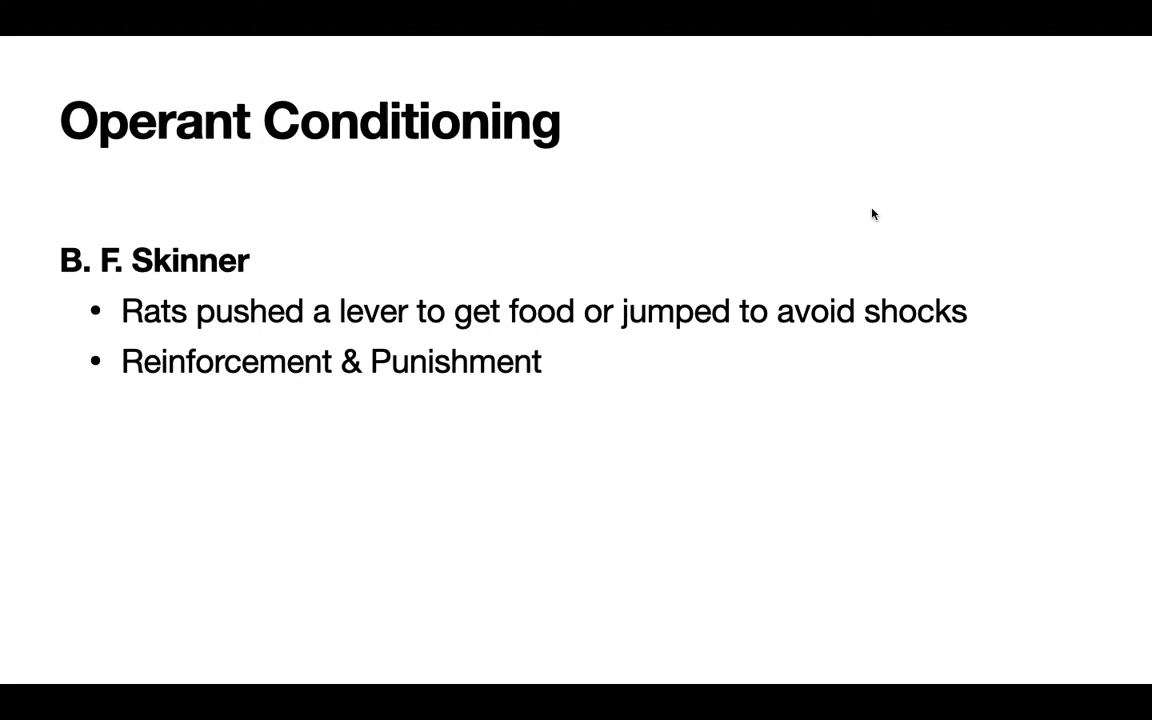 Operant Conditioning
B. F. Skinner
• Rats pushed a lever to get food or jumped to avoid shocks
• Reinforcement & Punishment